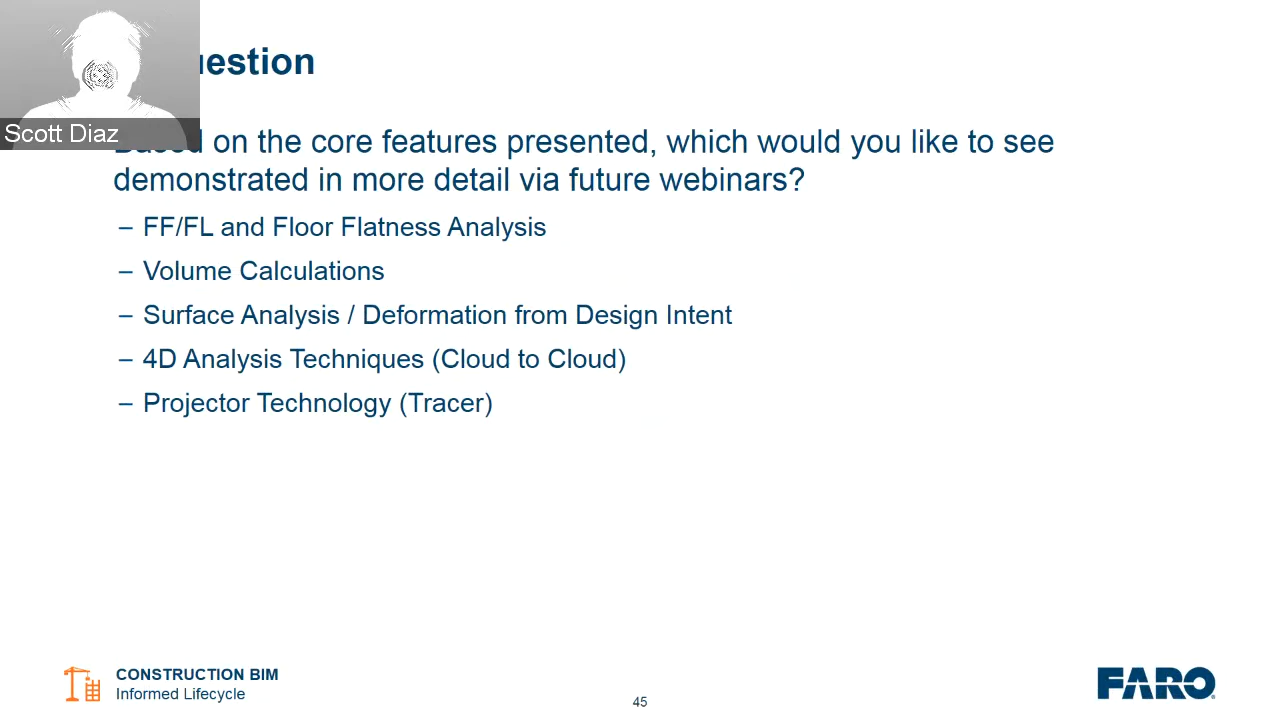 uestion
Scott Diaz
on the core features presented, which would you like to see
demonstrated in more detail via future webinars?
– FF/FL and Floor Flatness Analysis
– Volume Calculations
– Surface Analysis / Deformation from Design Intent
– 4D Analysis Techniques (Cloud to Cloud)
– Projector Technology (Tracer)
CONSTRUCTION BIM
Informed Lifecycle
45
FARO